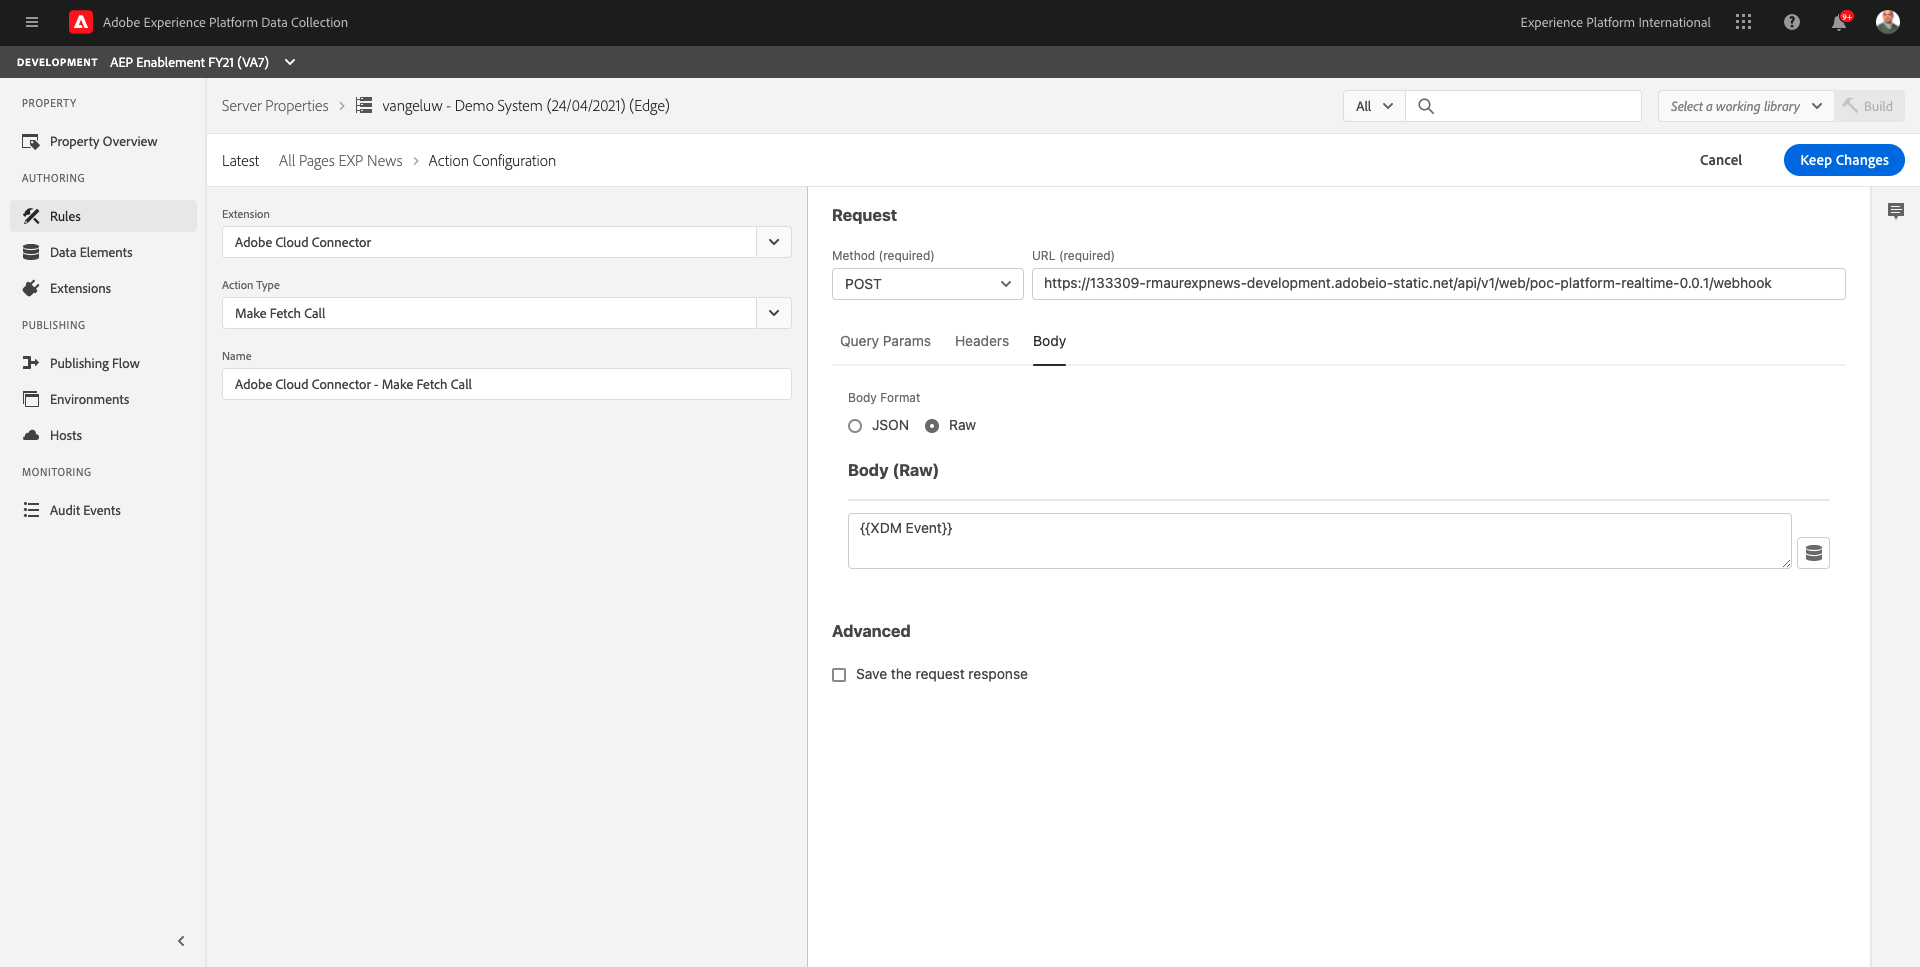 Adobe Experience Platform Data Collection
Experience Platform International
9+
DEVELOPMENT AEP Enablement FY21 (VA7)
PROPERTY
Property Overview
AUTHORING
Rules
Data Elements
Extensions
PUBLISHING
Publishing Flow
Environments
Hosts
MONITORING
Audit Events
Server Properties > vangeluw - Demo System (24/04/2021) (Edge)
All
Select a working library
Build
Latest All Pages EXP News > Action Configuration
Cancel
Keep Changes
Extension
Adobe Cloud Connector
Action Type
Make Fetch Call
Name
Adobe Cloud Connector - Make Fetch Call
Request
Method (required)
POST
URL (required)
https://133309-rmaurexpnews-development.adobeio-static.net/api/v1/web/poc-platform-realtime-0.0.1/webhook
Query Params Headers Body
Body Format
JSON Raw
Body (Raw)
{{XDM Event}}
Advanced
Save the request response